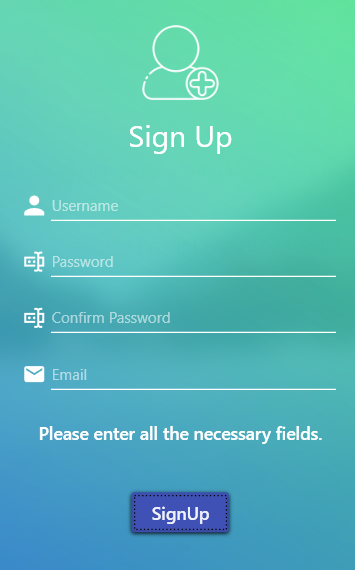 Sign Up
Username
Password
Confirm Password
Email
Please enter all the necessary fields.
SignUp